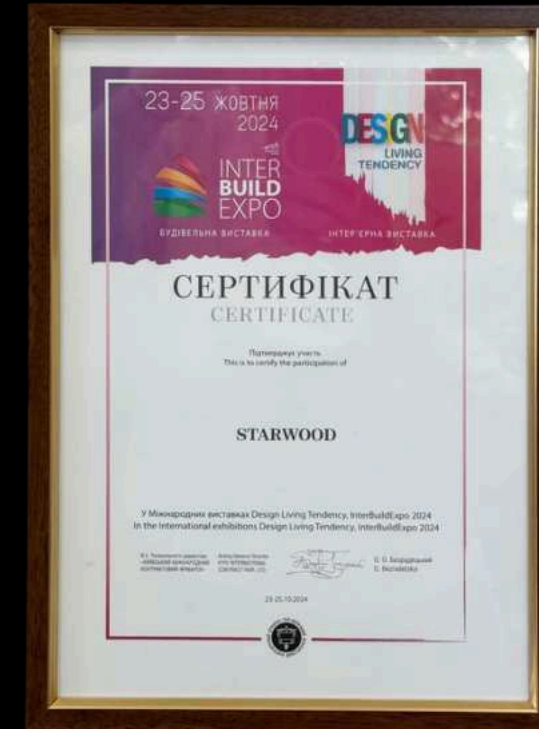 23-25 ЖОВТНЯ
2024
INTER
BUILD
EXPO
БУДІВЕЛЬНА ВИСТАВКА
DESIGN
LIVING
TENDENCY
ІНТЕР'ЄРНА ВИСТАВКА
СЕРТИФІКАТ
CERTIFICATE
Підтверджує участь
This is to certify the participation of
STARWOOD
У Міжнародних виставках Design Living Tendency, InterBuildExpo 2024
In the International exhibitions Design Living Tendency, InterBuildExpo 2024
23-25.10.2024